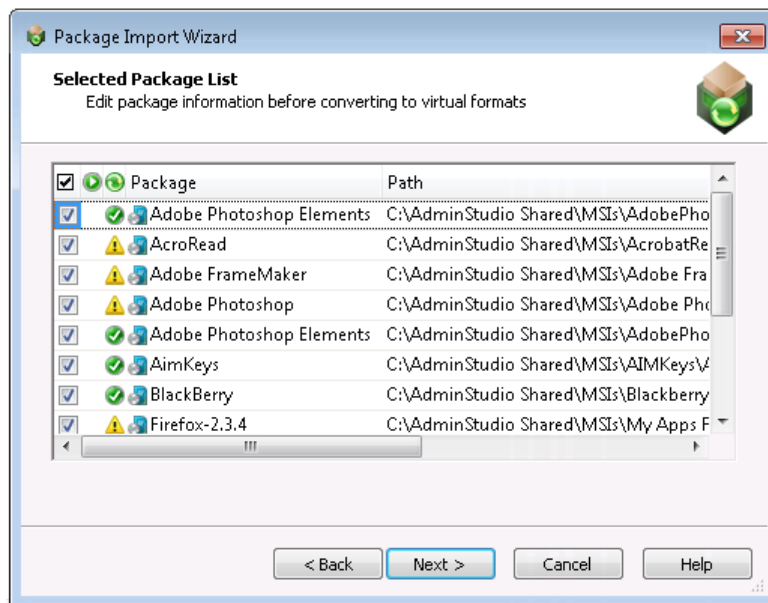 Package Import Wizard
Selected Package List
Edit package information before converting to virtual formats
Package Path
Adobe Photoshop Elements C:\AdminStudio Shared\MSIs\AdobePho
AcroRead C:\AdminStudio Shared\MSIs\AcrobatRe
Adobe FrameMaker C:\AdminStudio Shared\MSIs\Adobe Fra
Adobe Photoshop C:\AdminStudio Shared\MSIs\Adobe Pho
Adobe Photoshop Elements C:\AdminStudio Shared\MSIs\AdobePho
AimKeys C:\AdminStudio Shared\MSIs\AIMKeys\A
BlackBerry C:\AdminStudio Shared\MSIs\Blackberry
Firefox-2.3.4 C:\AdminStudio Shared\MSIs\My Apps F
< Back Next > Cancel Help